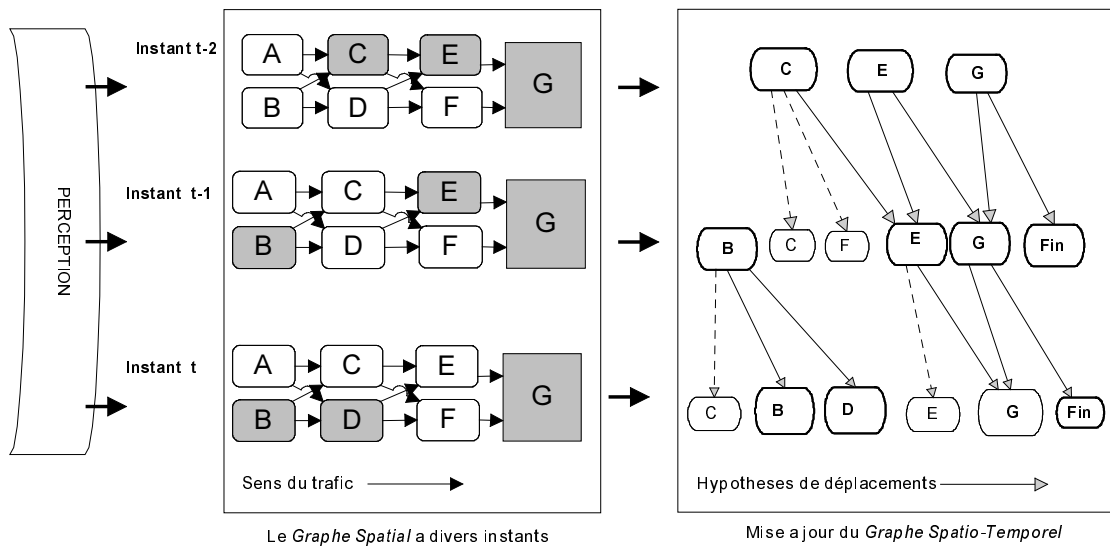 PERCEPTION
Instant t-2
A
C
E
B
D
F
G
Instant t-1
A
C
E
B
D
F
G
Instant t
A
C
E
B
D
F
G
Sens du trafic
Le Graphe Spatial a divers instants
C
E
G
B
C
F
E
G
Fin
C
B
D
E
G
Fin
Hypotheses de déplacements
Mise a jour du Graphe Spatio-Temporel